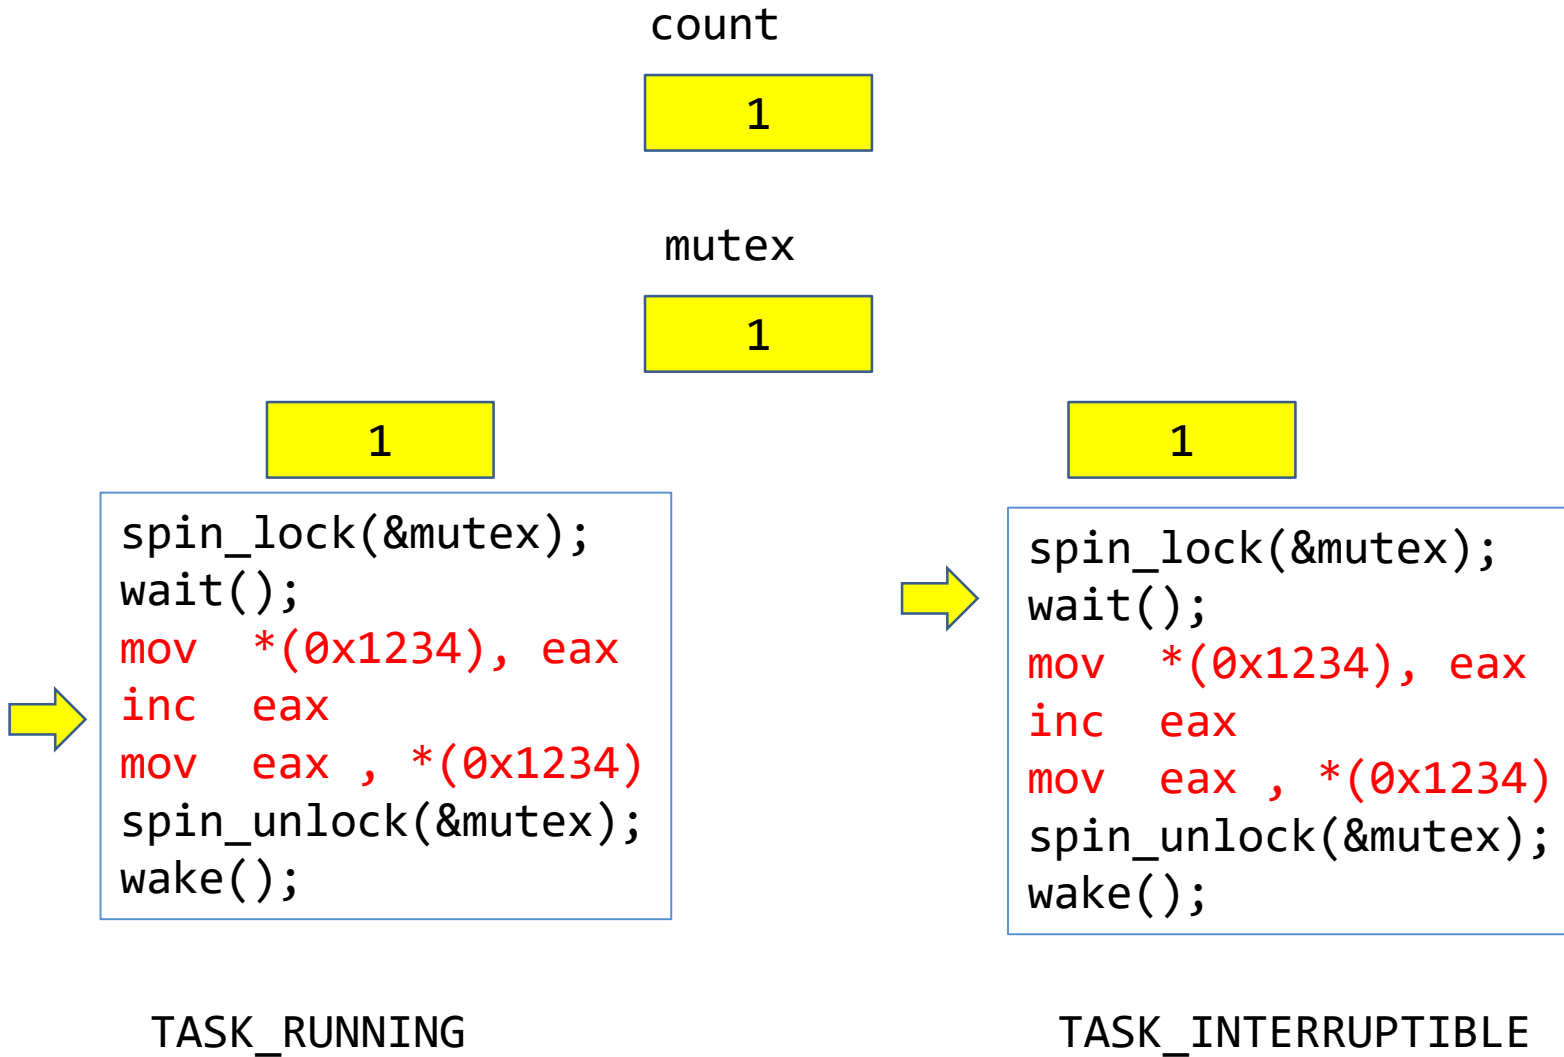 count
1
mutex
1
1
spin_lock(&mutex);
wait();
mov  *(0x1234), eax
inc  eax
mov  eax , *(0x1234)
spin_unlock(&mutex);
wake();
TASK_RUNNING
1
spin_lock(&mutex);
wait();
mov  *(0x1234), eax
inc  eax
mov  eax , *(0x1234)
spin_unlock(&mutex);
wake();
TASK_INTERRUPTIBLE